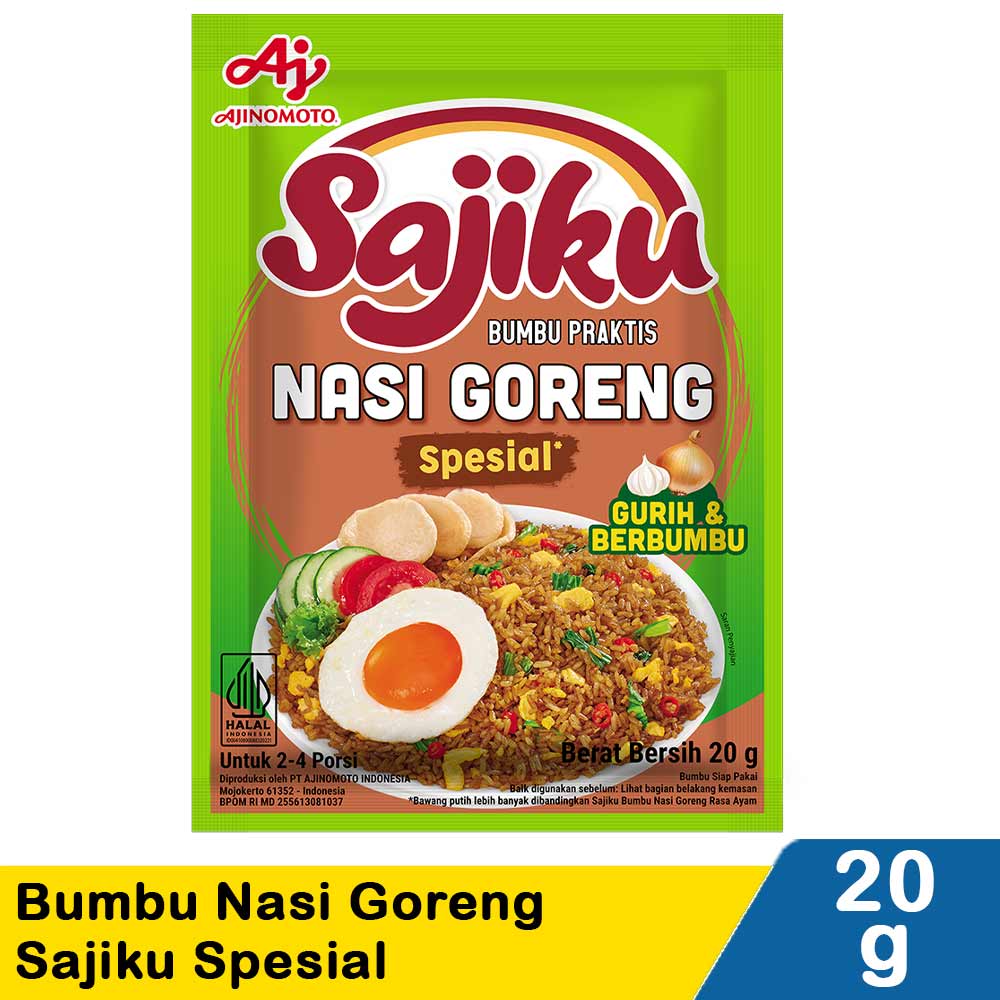 Aj
AJINOMOTO.
Sajiku
BUMBU PRAKTIS
NASI GORENG
Spesial*
GURIH &
BERBUMBU
Saran Penyajian
HALAL
INDONESIA
Untuk 2-4 Porsi
Diproduksi oleh PT AJINOMOTO INDONESIA
Mojokerto 61352 - Indonesia
BPOM RI MD 255613081037
Berat Bersih 20 g
Bumbu Siap Pakai
Baik digunakan sebelum: Lihat bagian belakang kemasan
*Bawang putih lebih banyak dibandingkan Sajiku Bumbu Nasi Goreng Rasa Ayam
Bumbu Nasi Goreng
Sajiku Spesial
20
g